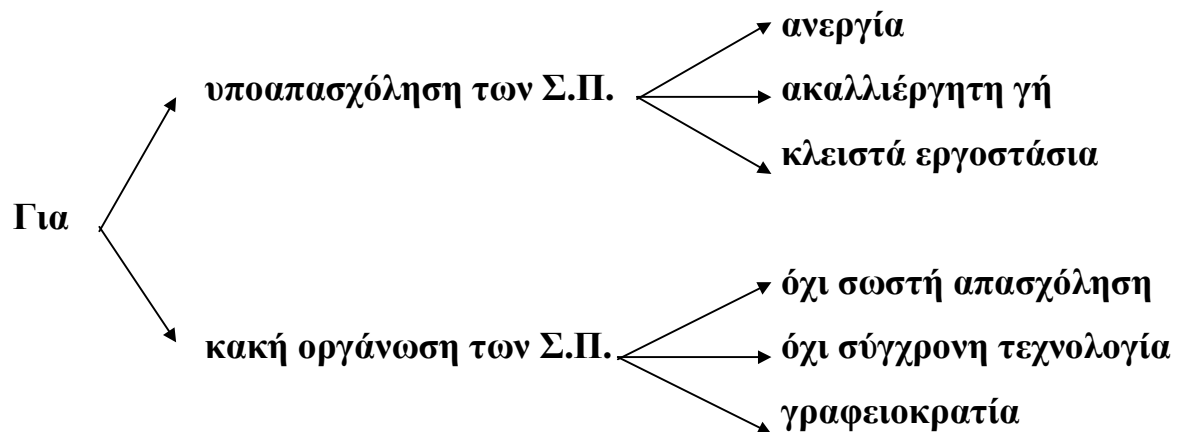 ανεργία
υποαπασχόληση των Σ.Π.
ακαλλιέργητη γή
κλειστά εργοστάσια
Για
όχι σωστή απασχόληση
κακή οργάνωση των Σ.Π.
όχι σύγχρονη τεχνολογία
γραφειοκρατία